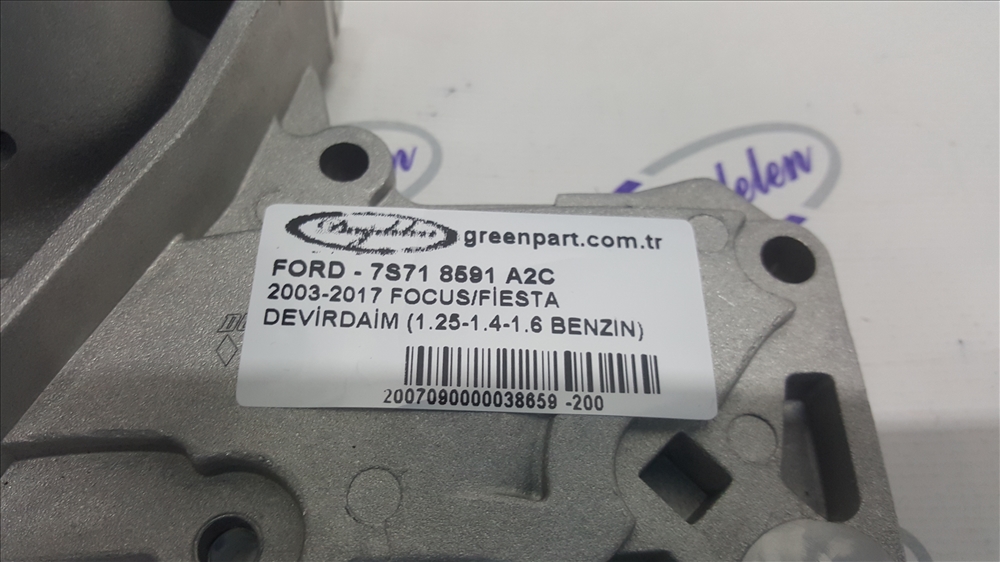 greenpart.com.tr
FORD - 7S71 8591 A2C
2003-2017 FOCUS/FİESTA
DEVİRDAİM (1.25-1.4-1.6 BENZİN)
2007090000038659 -200